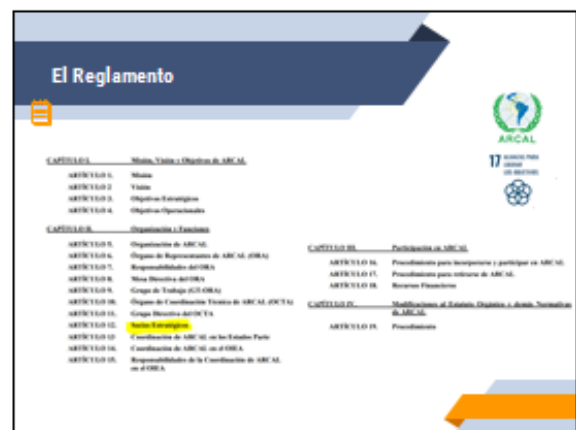 El Reglamento
ARCAL
17 ALIANZAS PARA
LOGRAR
LOS OBJETIVOS
CAPÍTULO I. Misión, Visión y Objetivos de ARCAL
ARTÍCULO 1. Misión
ARTÍCULO 2 Visión
ARTÍCULO 3. Objetivos Estratégicos
ARTÍCULO 4. Objetivos Operacionales
CAPÍTULO II. Organización y Funciones
ARTÍCULO 5. Organización de ARCAL
ARTÍCULO 6. Órgano de Representantes de ARCAL (ORA)
ARTÍCULO 7. Responsabilidades del ORA
ARTÍCULO 8. Mesa Directiva del ORA
ARTÍCULO 9. Grupo de Trabajo (GT-ORA)
ARTÍCULO 10. Órgano de Coordinación Técnica de ARCAL (OCTA)
ARTÍCULO 11. Grupo Directivo del OCTA
ARTÍCULO 12. Socios Estratégicos
ARTÍCULO 13 Coordinación de ARCAL en los Estados Parte
ARTÍCULO 14. Coordinación de ARCAL en el OIEA
ARTÍCULO 15. Responsabilidades de la Coordinación de ARCAL
en el OIEA
CAPÍTULO III. Participación en ARCAL
ARTÍCULO 16. Procedimiento para incorporarse y participar en ARCAL
ARTÍCULO 17. Procedimiento para retirarse de ARCAL
ARTÍCULO 18. Recursos Financieros
CAPÍTULO IV. Modificaciones al Estatuto Orgánico y demás Normativas
de ARCAL
ARTÍCULO 19. Procedimiento